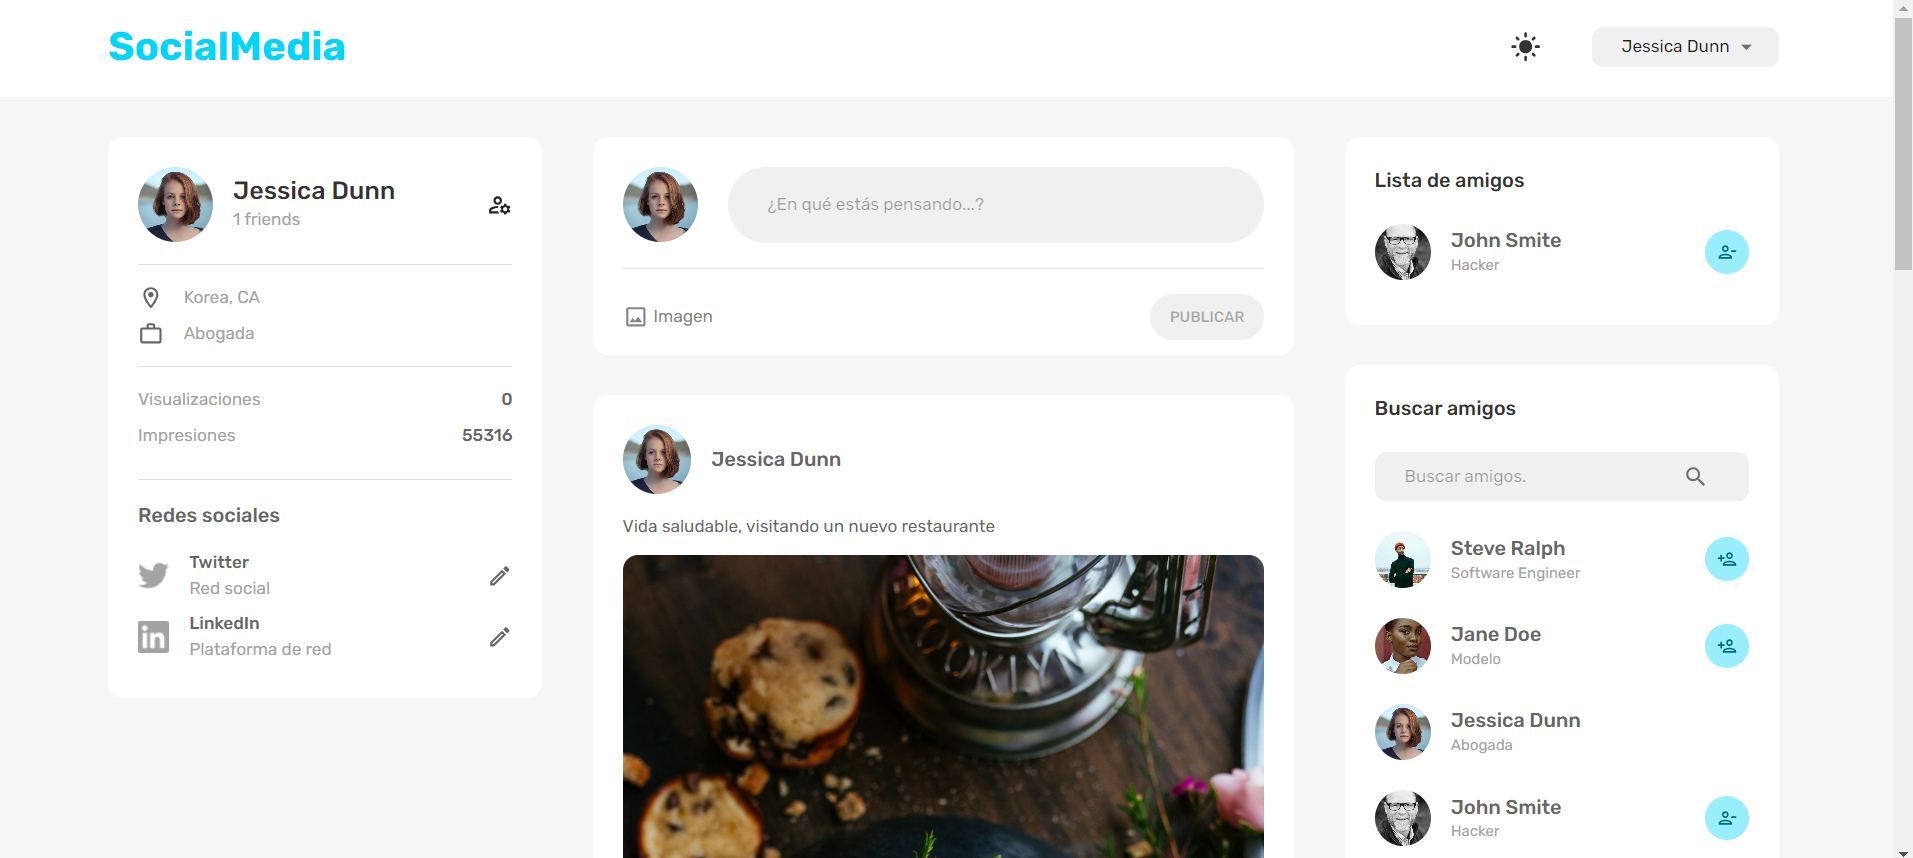 SocialMedia
Jessica Dunn
Jessica Dunn
1 friends
Korea, CA
Abogada
Visualizaciones 0
Impresiones 55316
Redes sociales
Twitter
Red social
LinkedIn
Plataforma de red
¿En qué estás pensando...?
Imagen
PUBLICAR
Jessica Dunn
Vida saludable, visitando un nuevo restaurante
OOKY
Lista de amigos
John Smite
Hacker
Buscar amigos
Buscar amigos.
Steve Ralph
Software Engineer
Jane Doe
Modelo
Jessica Dunn
Abogada
John Smite
Hacker